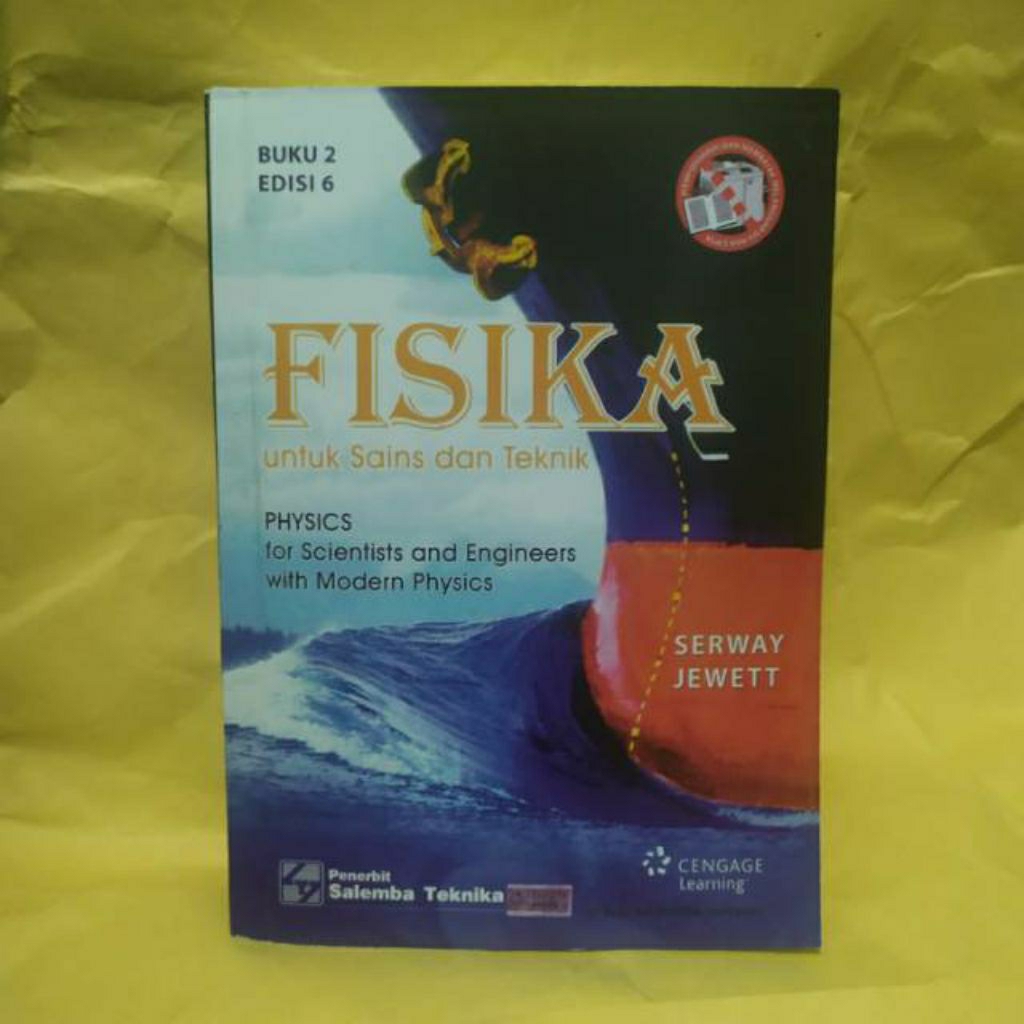 BUKU 2
EDISI 6
FISIKA
untuk Sains dan Teknik
PHYSICS
for Scientists and Engineers
with Modern Physics
SERWAY
JEWETT
Penerbit
Salemba Teknika
CENGAGE
Learning